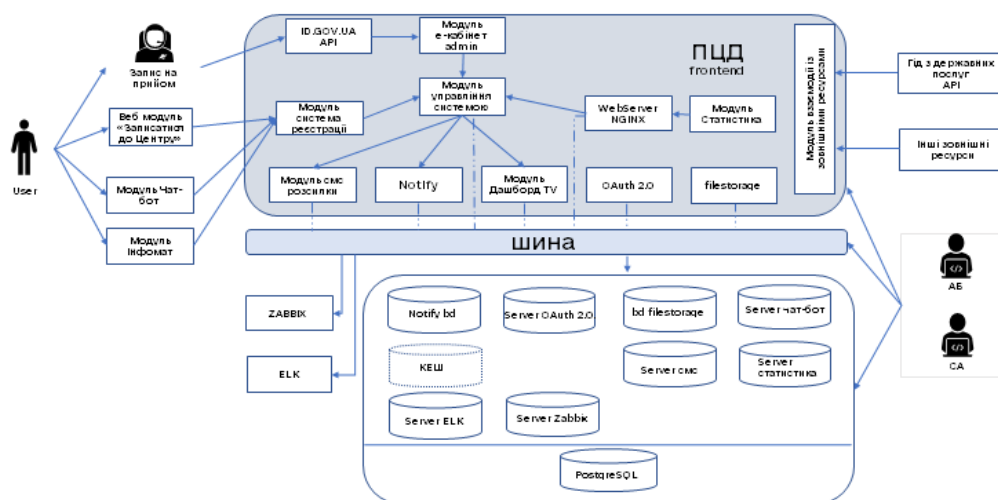 User
Запис на
прийом
Веб модуль
«Записатися
до Центру»
Модуль Чат-
бот
Модуль
Інфомат
ID.GOV.UA
API
Модуль
е-кабінет
admin
ПЦД
frontend
Модуль
система
реєстрації
Модуль
управління
системою
WebServer
NGINX
Модуль
Статистика
Модуль взаємодії із
зовнішніми ресурсами
Модуль смс
розсилки
Notify
Модуль
Дашборд TV
OAuth 2.0
filestorage
Гід з державних
послуг
API
Інші зовнішні
ресурси
шина
ZABBIX
ELK
Notify bd
Server OAuth 2.0
bd filestorage
Server чат-бот
КЕШ
Server смс
Server
статистика
Server ELK
Server Zabbix
PostgreSQL
АБ
СА